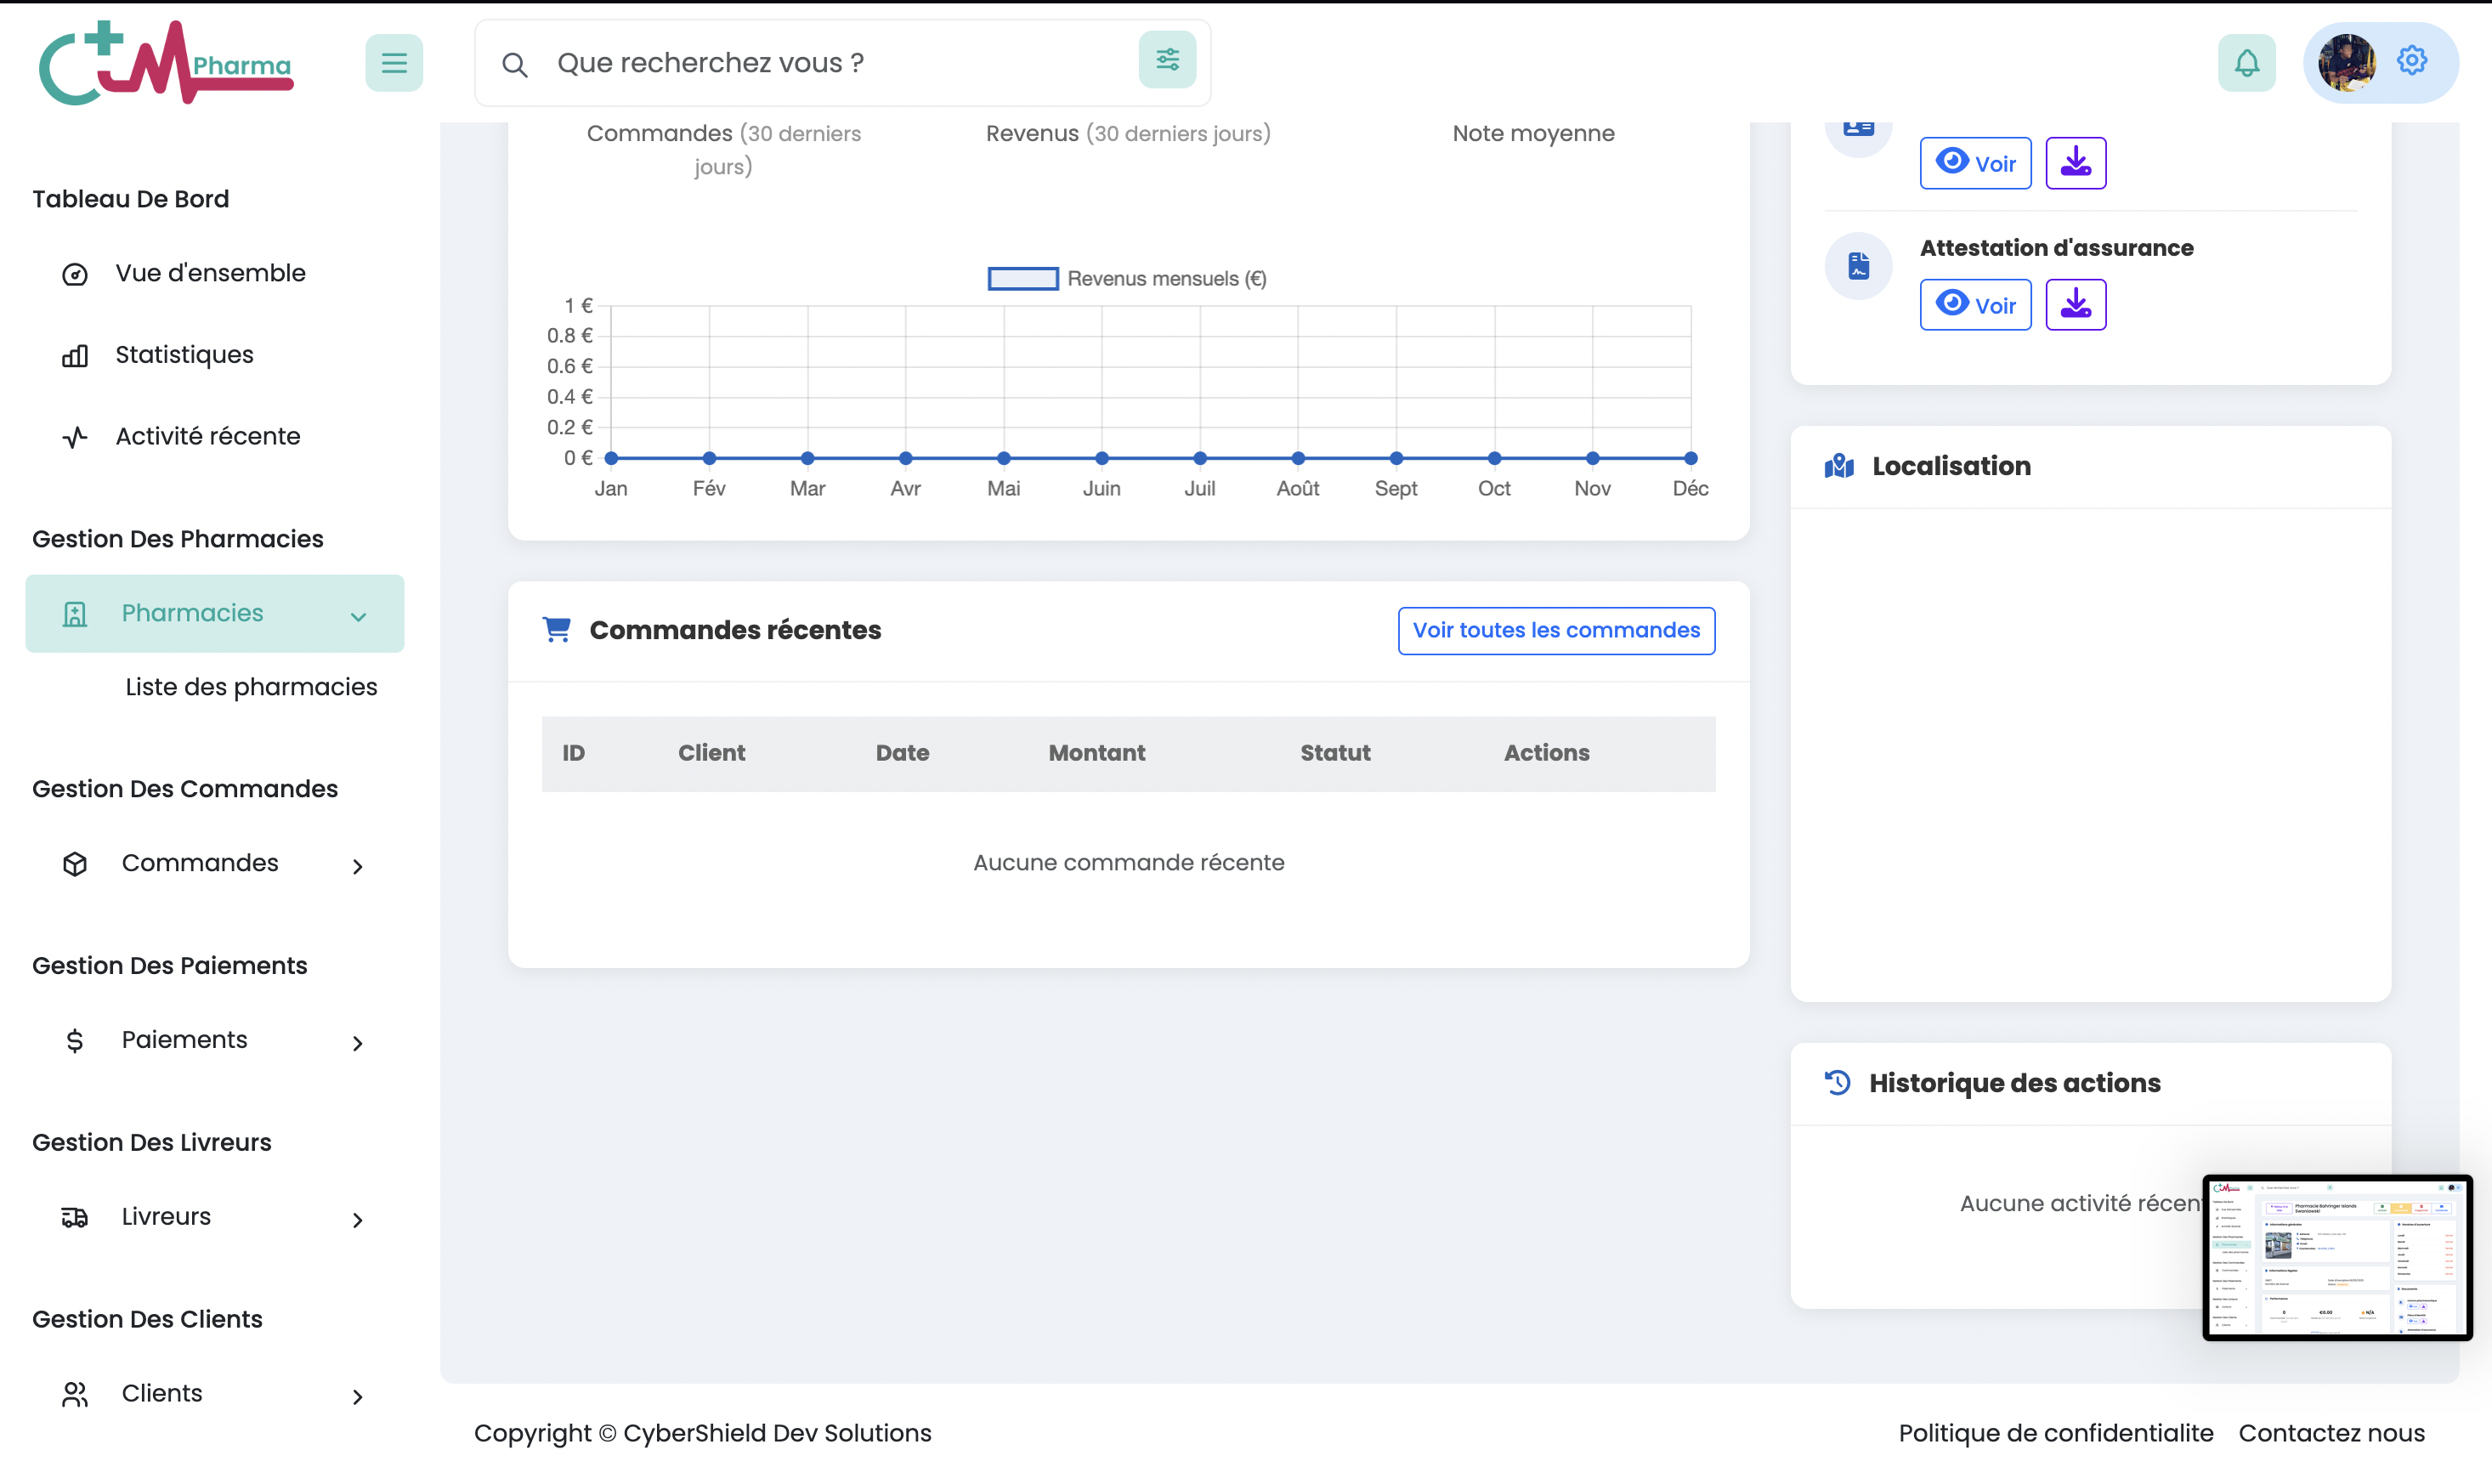 Pharma
Que recherchez vous ?
Tableau De Bord
Vue d'ensemble
Statistiques
Activité récente
Gestion Des Pharmacies
Pharmacies
Liste des pharmacies
Gestion Des Commandes
Commandes
Gestion Des Paiements
Paiements
Gestion Des Livreurs
Livreurs
Gestion Des Clients
Clients
Commandes (30 derniers
jours)
Revenus (30 derniers jours)
Note moyenne
Revenus mensuels (€)
1 €
0.8 €
0.6 €
0.4 €
0.2 €
0 €
Jan Fév Mar Avr Mai Juin Juil Août Sept Oct Nov Déc
Commandes récentes
Voir toutes les commandes
ID Client Date Montant Statut Actions
Aucune commande récente
Voir
Attestation d'assurance
Voir
Localisation
Historique des actions
Aucune activité récen
Pharmacie Bahringer Islands
Swaniawski
Copyright © CyberShield Dev Solutions
Politique de confidentialite
Contactez nous